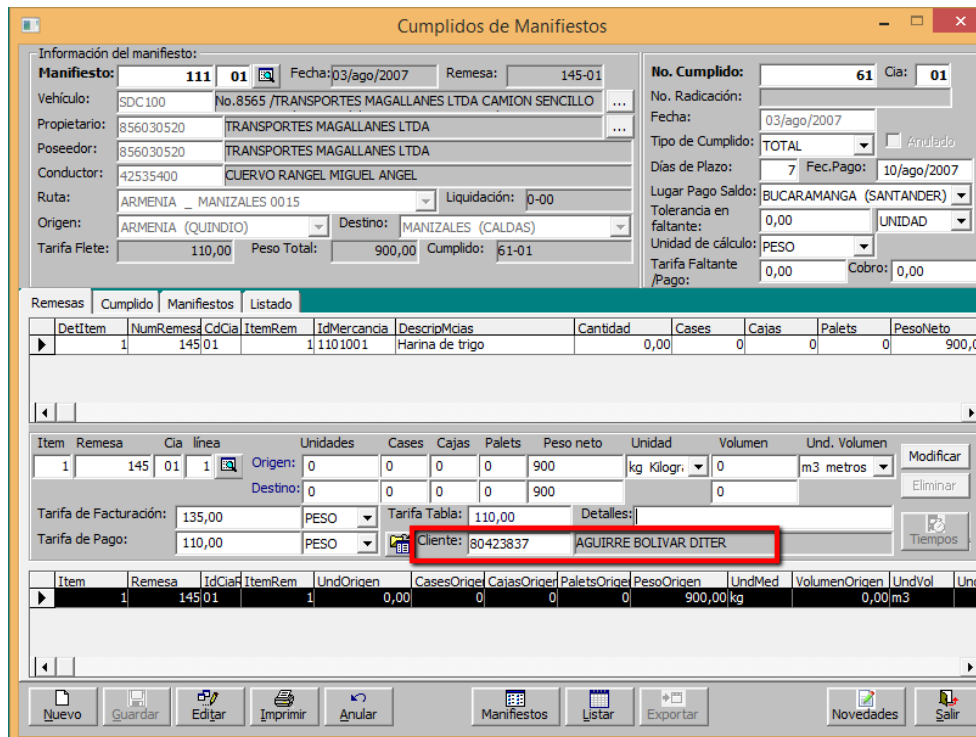 Cumplidos de Manifiestos
Información del manifiesto:
Manifiesto: 111 01 Fecha: 03/ago/2007 Remesa: 145-01
Vehículo: SDC100 No.8565 /TRANSPORTES MAGALLANES LTDA CAMION SENCILLO ...
Propietario: 856030520 TRANSPORTES MAGALLANES LTDA ...
Poseedor: 856030520 TRANSPORTES MAGALLANES LTDA
Conductor: 42535400 CUERVO RANGEL MIGUEL ANGEL
Ruta: ARMENIA _ MANIZALES 0015 Liquidación: 0-00
Origen: ARMENIA (QUINDIO) Destino: MANIZALES (CALDAS)
Tarifa Flete: 110,00 Peso Total: 900,00 Cumplido: 61-01
No. Cumplido: 61 Cia: 01
No. Radicación:
Fecha: 03/ago/2007
Tipo de Cumplido: TOTAL Anulado
Días de Plazo: 7 Fec.Pago: 10/ago/2007
Lugar Pago Saldo: BUCARAMANGA (SANTANDER)
Tolerancia en
faltante: 0,00 UNIDAD
Unidad de cálculo: PESO
Tarifa Faltante
/Pago: 0,00 Cobro: 0,00
Remesas Cumplido Manifiestos Listado
DetItem NumRemesa CdCia ItemRem IdMercancia DescripMcias Cantidad Cases Cajas Palets PesoNeto
1 145 01 1 1101001 Harina de trigo 0,00 0 0 0 900,0
Item Remesa Cia línea Unidades Cases Cajas Palets Peso neto Unidad Volumen Und. Volumen
1 145 01 1 Origen: 0 0 0 0 900 kg Kilogr. 0 m3 metros Modificar
Destino: 0 0 0 0 900 0 Eliminar
Tarifa de Facturación: 135,00 PESO Tarifa Tabla: 110,00 Detalles:
Tarifa de Pago: 110,00 PESO Cliente: 80423837 AGUIRRE BOLIVAR DITER Tiempos
Item Remesa IdCiaR ItemRem UndOrigen CasesOriger CajasOriger PaletsOriger PesoOrigen UndMed VolumenOrigen UndVol Und
1 145 01 1 0,00 0 0 0 900,00 kg 0,00 m3
Nuevo Guardar Editar Imprimir Anular Manifiestos Listar Exportar Novedades Salir